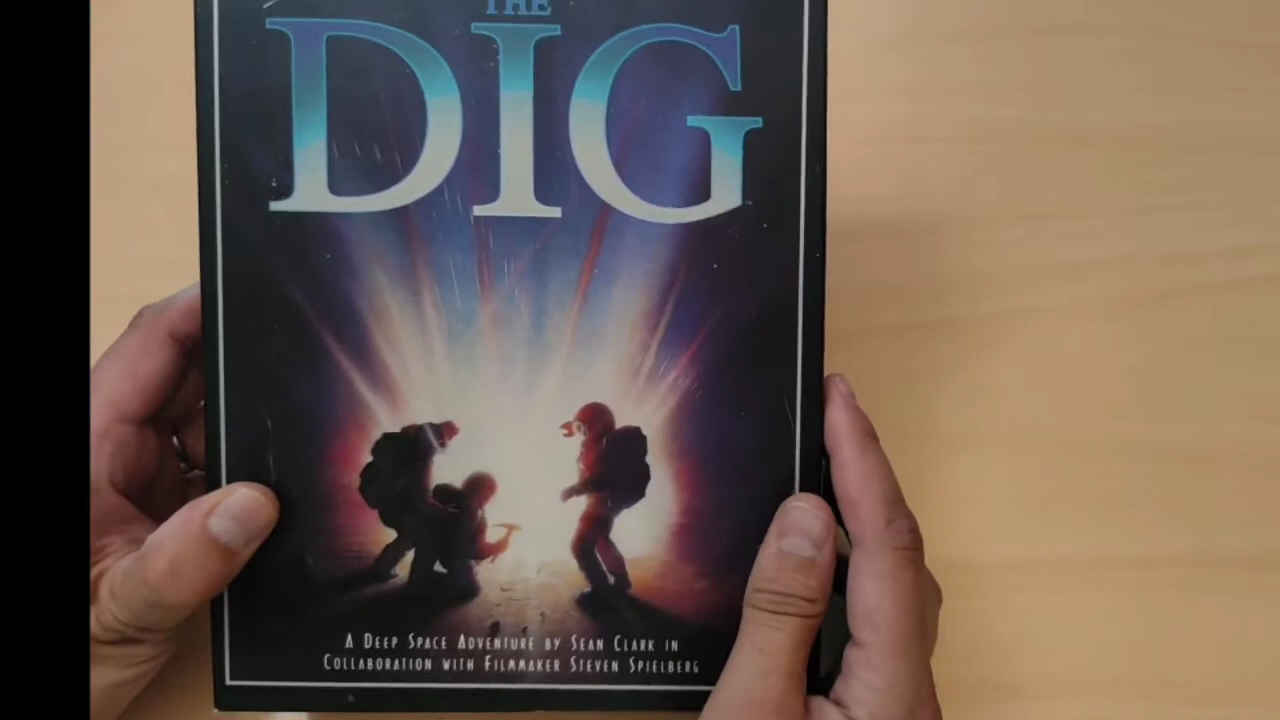 THE
DIG
A DEEP SPACE ADVENTURE BY SEAN CLARK IN
COLLABORATION WITH FILMMAKER STEVEN SPIELBERG